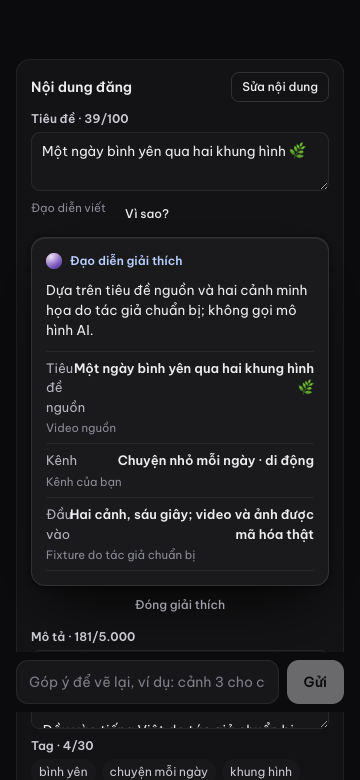 Nội dung đăng
Sửa nội dung
Tiêu đề · 39/100
Một ngày bình yên qua hai khung hình 🌿
Đạo diễn viết
Vì sao?
Đạo diễn giải thích
Dựa trên tiêu đề nguồn và hai cảnh minh
họa do tác giả chuẩn bị; không gọi mô
hình AI.
Tiêu đề nguồn
Một ngày bình yên qua hai khung hình 🌿
Video nguồn
Kênh
Chuyện nhỏ mỗi ngày · di động
Kênh của bạn
Đầu vào
Hai cảnh, sáu giây; video và ảnh được
mã hóa thật
Fixture do tác giả chuẩn bị
Đóng giải thích
Mô tả · 181/5.000
Góp ý để vẽ lại, ví dụ: cảnh 3 cho c
Gửi
Tag · 4/30
bình yên
chuyện mỗi ngày
khung hình